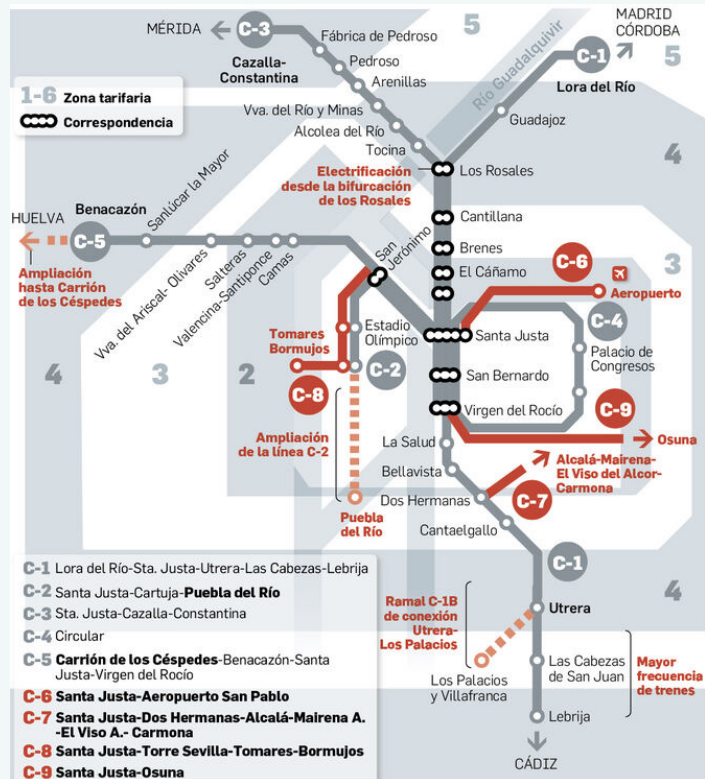 MÉRIDA
C-3
Cazalla-
Constantina
Fábrica de Pedroso
Pedroso
Arenillas
Vva. del Río y Minas
Alcolea del Río
Tocina
5
Río Guadalquivir
MADRID
CÓRDOBA
C-1
5
Lora del Río
Guadajoz
4
1-6 Zona tarifaria
Correspondencia
Electrificación
desde la bifurcación
de los Rosales
Los Rosales
Cantillana
Brenes
El Cáñamo
HUELVA
Benacazón
C-5
Ampliación
hasta Carrión
de los Céspedes
Sanlúcar la Mayor
Vva. del Ariscal- Olivares
Salteras
Valencina-Santiponce
Camas
San
Jerónimo
C-6
3
Aeropuerto
Santa Justa
C-4
Palacio de
Congresos
Tomares
Bormujos
Estadio
Olímpico
4
3
2
C-8
C-2
San Bernardo
Virgen del Rocío
C-9
Osuna
Ampliación
de la línea C-2
La Salud
Bellavista
Alcalá-Mairena-
El Viso del Alcor-
Carmona
Puebla
del Río
Dos Hermanas
C-7
Cantaelgallo
C-1
4
Ramal C-1B
de conexión
Utrera-
Los Palacios
Utrera
Los Palacios
y Villafranca
Las Cabezas
de San Juan
Mayor
frecuencia
de trenes
Lebrija
CÁDIZ
C-1 Lora del Río-Sta. Justa-Utrera-Las Cabezas-Lebrija
C-2 Santa Justa-Cartuja-Puebla del Río
C-3 Sta. Justa-Cazalla-Constantina
C-4 Circular
C-5 Carrión de los Céspedes-Benacazón-Santa
Justa-Virgen del Rocío
C-6 Santa Justa-Aeropuerto San Pablo
C-7 Santa Justa-Dos Hermanas-Alcalá-Mairena A.
-El Viso A.- Carmona
C-8 Santa Justa-Torre Sevilla-Tomares-Bormujos
C-9 Santa Justa-Osuna